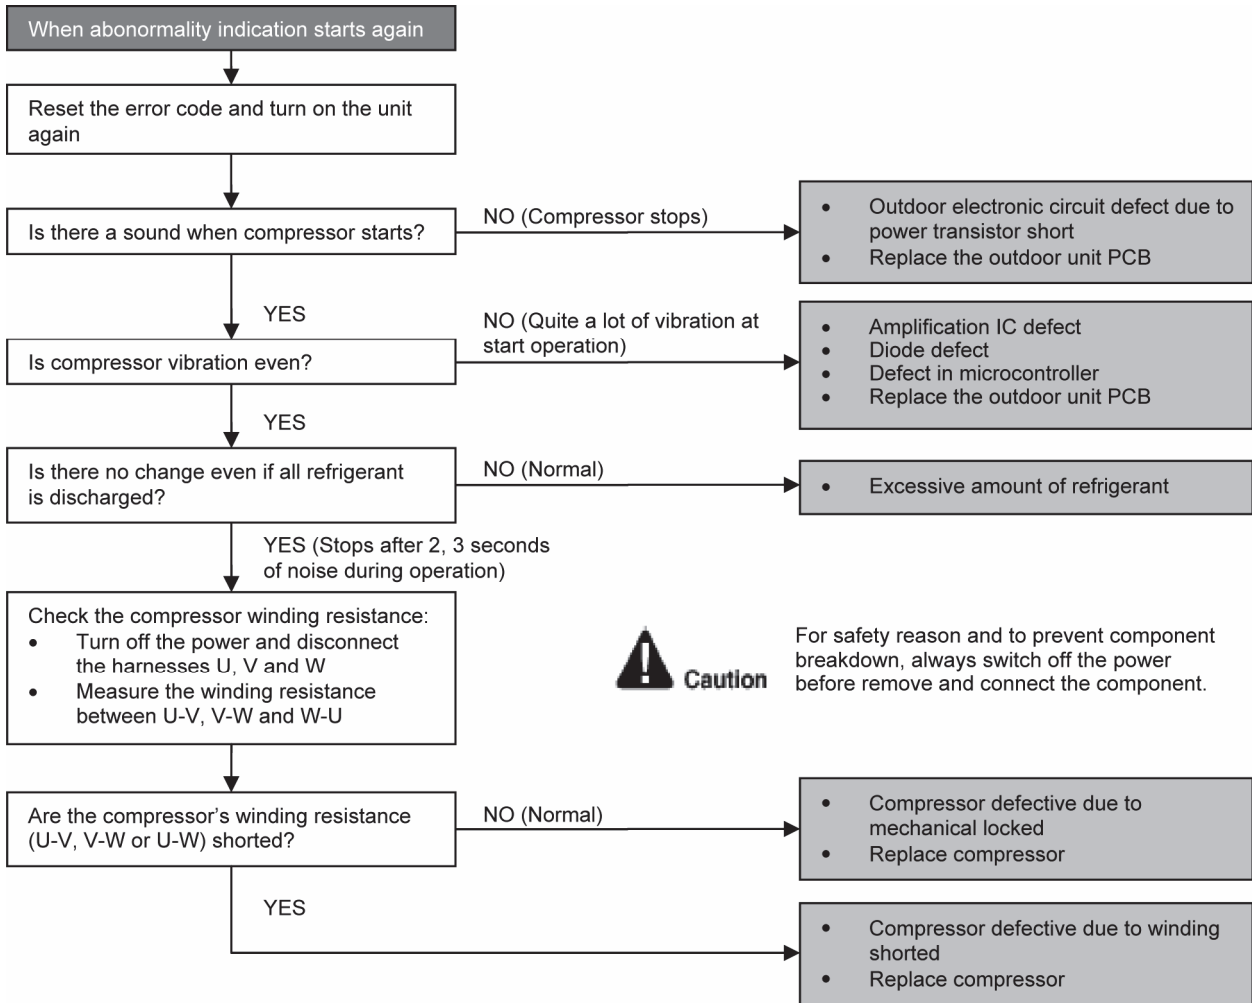 When abonormality indication starts again
Reset the error code and turn on the unit
again
Is there a sound when compressor starts?
NO (Compressor stops)
• Outdoor electronic circuit defect due to
power transistor short
• Replace the outdoor unit PCB
YES
Is compressor vibration even?
NO (Quite a lot of vibration at
start operation)
• Amplification IC defect
• Diode defect
• Defect in microcontroller
• Replace the outdoor unit PCB
YES
Is there no change even if all refrigerant
is discharged?
NO (Normal)
• Excessive amount of refrigerant
YES (Stops after 2, 3 seconds
of noise during operation)
Check the compressor winding resistance:
• Turn off the power and disconnect
the harnesses U, V and W
• Measure the winding resistance
between U-V, V-W and W-U
Caution
For safety reason and to prevent component
breakdown, always switch off the power
before remove and connect the component.
Are the compressor’s winding resistance
(U-V, V-W or U-W) shorted?
NO (Normal)
• Compressor defective due to
mechanical locked
• Replace compressor
YES
• Compressor defective due to winding
shorted
• Replace compressor